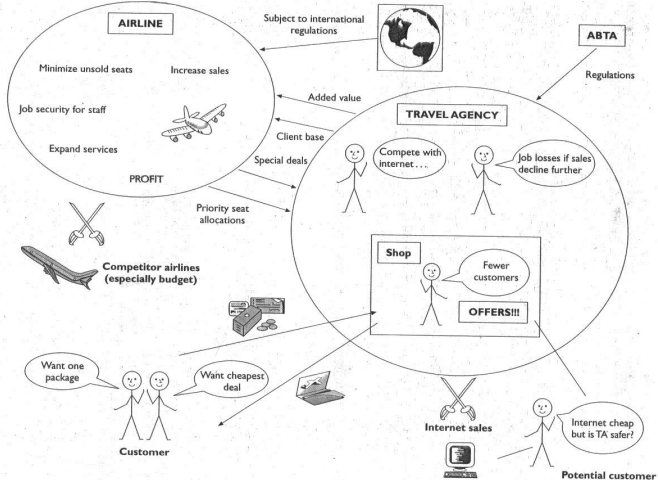 AIRLINE
Subject to international
regulations
ABTA
Minimize unsold seats
Increase sales
Regulations
Job security for staff
Added value
TRAVEL AGENCY
Client base
Expand services
Compete with
internet . . .
Job losses if sales
decline further
Special deals
PROFIT
Priority seat
allocations
Shop
Fewer
customers
Competitor airlines
(especially budget)
OFFERS!!!
Want one
package
Want cheapest
deal
Customer
Internet sales
Internet cheap
but is TA safer?
Potential customer